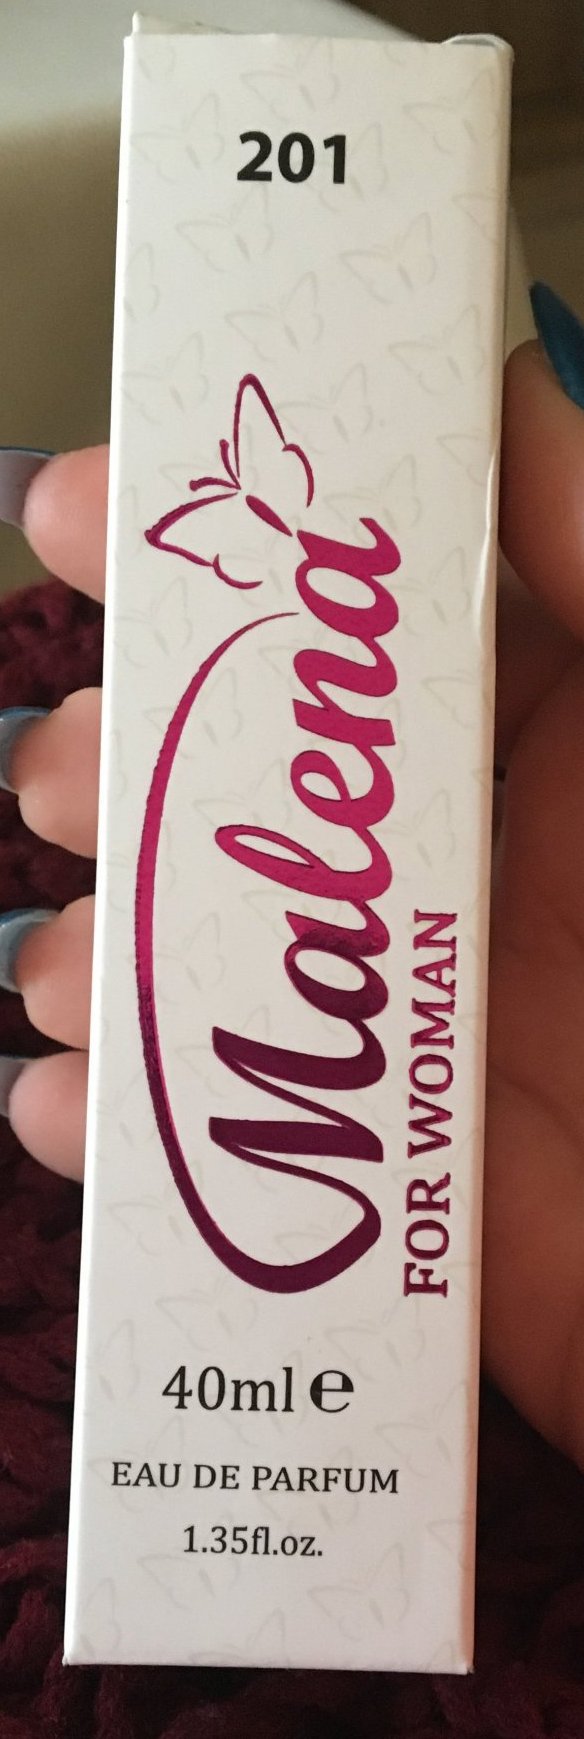 201
Malena
FOR WOMAN
40ml ℮
EAU DE PARFUM
1.35fl.oz.